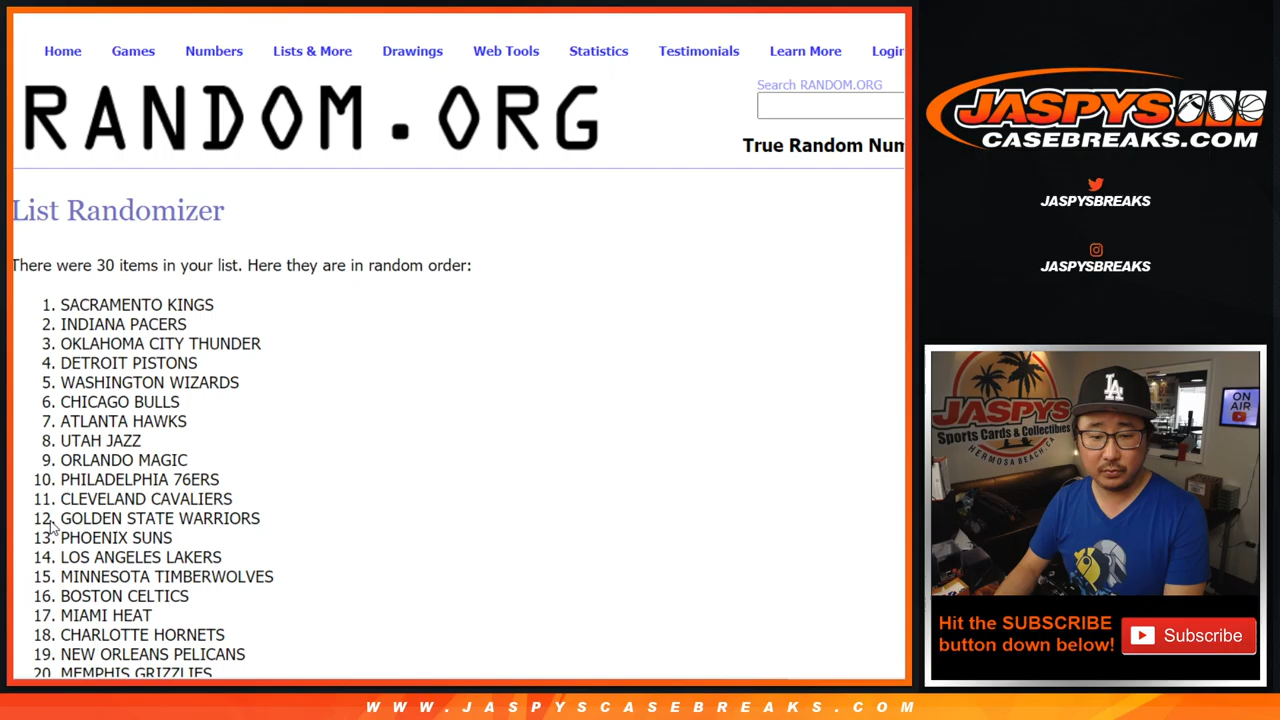 Home Games Numbers Lists & More Drawings Web Tools Statistics Testimonials Learn More Login
Search RANDOM.ORG
RANDOM.ORG
True Random Num
List Randomizer
There were 30 items in your list. Here they are in random order:
1. SACRAMENTO KINGS
2. INDIANA PACERS
3. OKLAHOMA CITY THUNDER
4. DETROIT PISTONS
5. WASHINGTON WIZARDS
6. CHICAGO BULLS
7. ATLANTA HAWKS
8. UTAH JAZZ
9. ORLANDO MAGIC
10. PHILADELPHIA 76ERS
11. CLEVELAND CAVALIERS
12. GOLDEN STATE WARRIORS
13. PHOENIX SUNS
14. LOS ANGELES LAKERS
15. MINNESOTA TIMBERWOLVES
16. BOSTON CELTICS
17. MIAMI HEAT
18. CHARLOTTE HORNETS
19. NEW ORLEANS PELICANS
20. MEMPHIS GRIZZLIES
JASPYS
CASEBREAKS.COM
JASPYSBREAKS
JASPYSBREAKS
JASPYS
Sports Cards & Collectibles
HERMOSA BEACH, CA
LA
ON
AIR
Hit the SUBSCRIBE
button down below!
Subscribe
WWW.JASPYSCASEBREAKS.COM